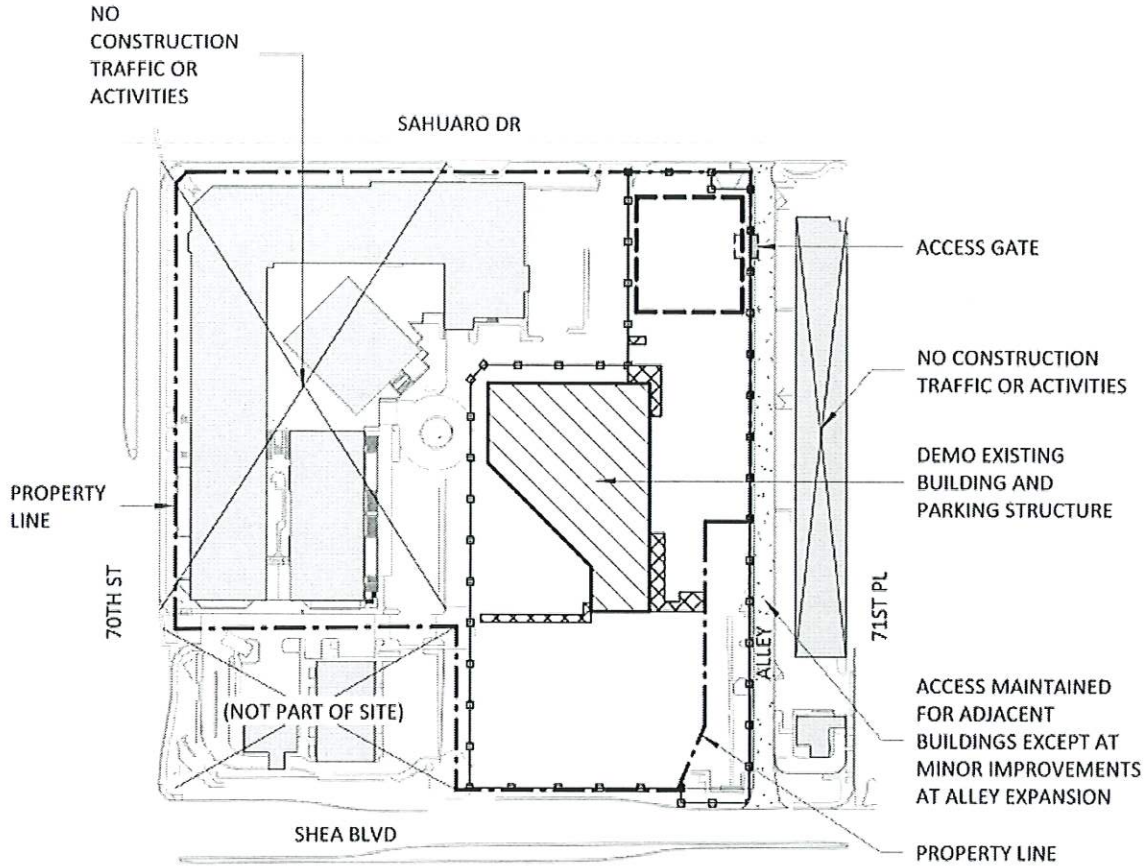 NO
CONSTRUCTION
TRAFFIC OR
ACTIVITIES
SAHUARO DR
ACCESS GATE
NO CONSTRUCTION
TRAFFIC OR ACTIVITIES
DEMO EXISTING
BUILDING AND
PARKING STRUCTURE
PROPERTY
LINE
70TH ST
ALLEY
71ST PL
(NOT PART OF SITE)
ACCESS MAINTAINED
FOR ADJACENT
BUILDINGS EXCEPT AT
MINOR IMPROVEMENTS
AT ALLEY EXPANSION
SHEA BLVD
PROPERTY LINE